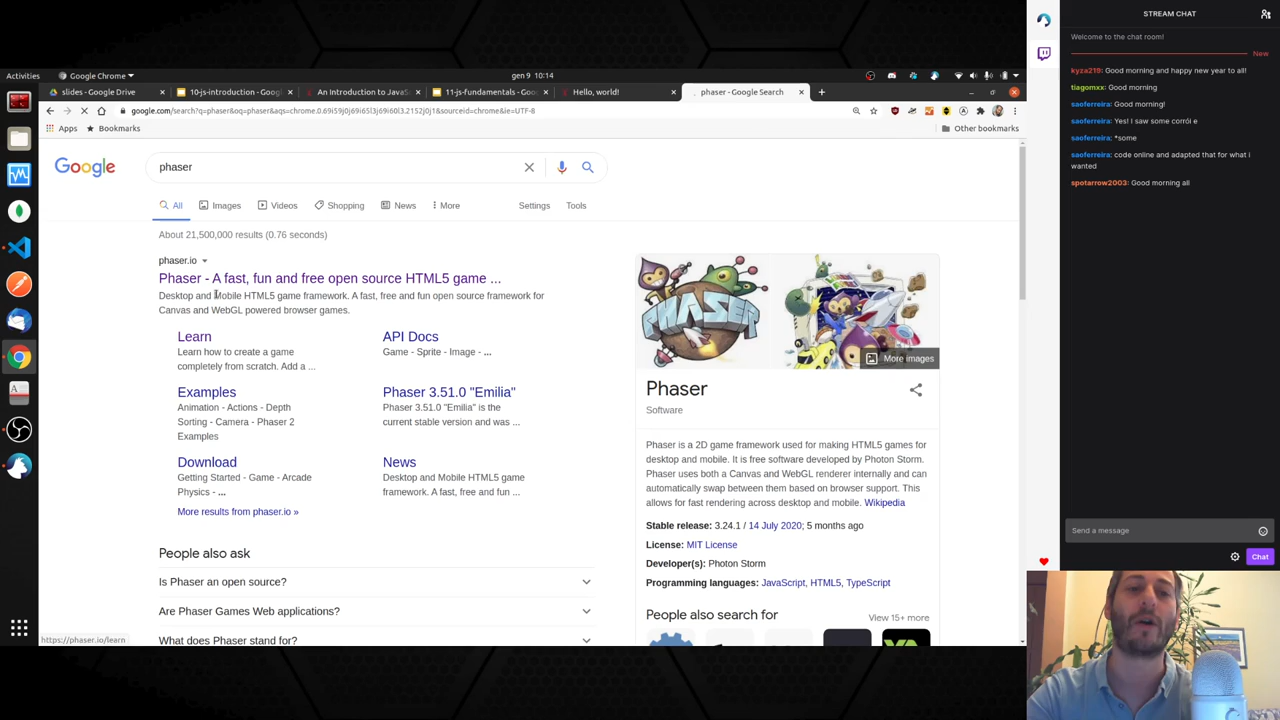 Activities
Google Chrome
gen 9 10:14
slides - Google Drive
10-js-introduction - Goo
An Introduction to JavaS
11-js-fundamentals - Goo
Hello, world!
phaser - Google Search
google.com/search?q=phaser&oq=phaser&aqs=chrome.0.69i59j0j69i65l3j69i60l3.2152j0j1&sourceid=chrome&ie=UTF-8
Apps
Bookmarks
Other bookmarks
Google
phaser
All
Images
Videos
Shopping
News
More
Settings
Tools
About 21,500,000 results (0.76 seconds)
phaser.io
Phaser - A fast, fun and free open source HTML5 game ...
Desktop and Mobile HTML5 game framework. A fast, free and fun open source framework for
Canvas and WebGL powered browser games.
Learn
Learn how to create a game
completely from scratch. Add a ...
API Docs
Game - Sprite - Image - ...
Examples
Animation - Actions - Depth
Sorting - Camera - Phaser 2
Examples
Phaser 3.51.0 "Emilia"
Phaser 3.51.0 "Emilia" is the
current stable version and was ...
Download
Getting Started - Game - Arcade
Physics - ...
News
Desktop and Mobile HTML5 game
framework. A fast, free and fun ...
More results from phaser.io »
People also ask
Is Phaser an open source?
Are Phaser Games Web applications?
What does Phaser stand for?
https://phaser.io/learn
PHASER
More images
Phaser
Software
Phaser is a 2D game framework used for making HTML5 games for
desktop and mobile. It is free software developed by Photon Storm.
Phaser uses both a Canvas and WebGL renderer internally and can
automatically swap between them based on browser support. This
allows for fast rendering across desktop and mobile. Wikipedia
Stable release: 3.24.1 / 14 July 2020; 5 months ago
License: MIT License
Developer(s): Photon Storm
Programming languages: JavaScript, HTML5, TypeScript
People also search for
View 15+ more
STREAM CHAT
Welcome to the chat room!
New
kyza219: Good morning and happy new year to all!
tiagomxx: Good morning
saoferreira: Good morning!
saoferreira: Yes! I saw some corrói e
saoferreira: *some
saoferreira: code online and adapted that for what I
wanted
spotarrow2003: Good morning all
Send a message
Chat